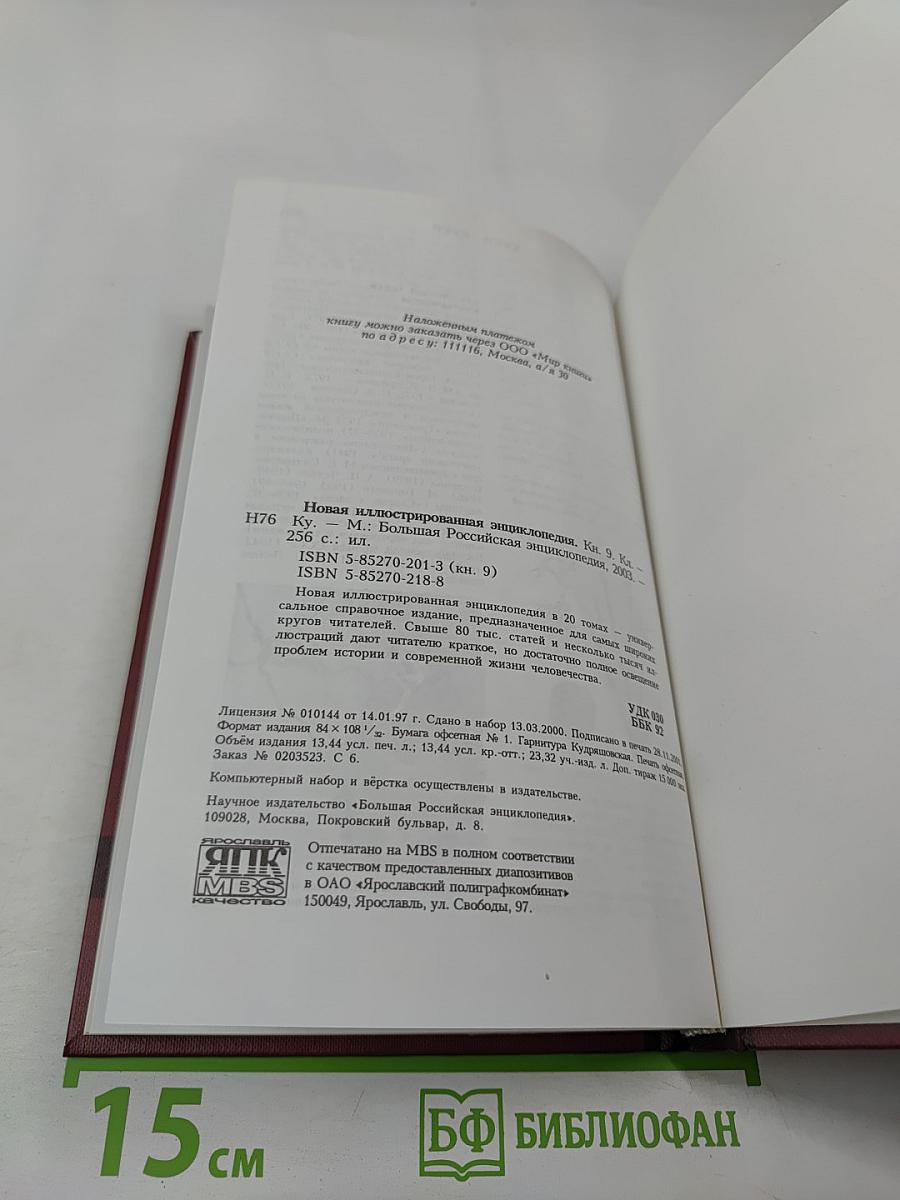 Наложенным платежом
книгу можно заказать через ООО «Мир книги»
по адресу: 111116, Москва, а/я 30
Новая иллюстрированная энциклопедия. Кн. 9. Кл. –
Н76 Ку. — М.: Большая Российская энциклопедия, 2003. –
256 с.: ил.
ISBN 5-85270-201-3 (кн. 9)
ISBN 5-85270-218-8
Новая иллюстрированная энциклопедия в 20 томах — универ-
сальное справочное издание, предназначенное для самых широких
кругов читателей. Свыше 80 тыс. статей и несколько тысяч ил-
люстраций дают читателю краткое, но достаточно полное освещение
проблем истории и современной жизни человечества.
УДК 030
ББК 92
Лицензия № 010144 от 14.01.97 г. Сдано в набор 13.03.2000. Подписано в печать 28.11.2002.
Формат издания 84×108 1/32. Бумага офсетная № 1. Гарнитура Кудряшовская. Печать офсетная.
Объём издания 13,44 усл. печ. л.; 13,44 усл. кр.-отт.; 23,32 уч.-изд. л. Доп. тираж 15 000 экз.
Заказ № 0203523. С 6.
Компьютерный набор и вёрстка осуществлены в издательстве.
Научное издательство «Большая Российская энциклопедия».
109028, Москва, Покровский бульвар, д. 8.
ЯРОСЛАВЛЬ
ЯПК
MBS
качество
Отпечатано на MBS в полном соответствии
с качеством предоставленных диапозитивов
в ОАО «Ярославский полиграфкомбинат»
150049, Ярославль, ул. Свободы, 97.
15 см
БФ БИБЛИОФАН